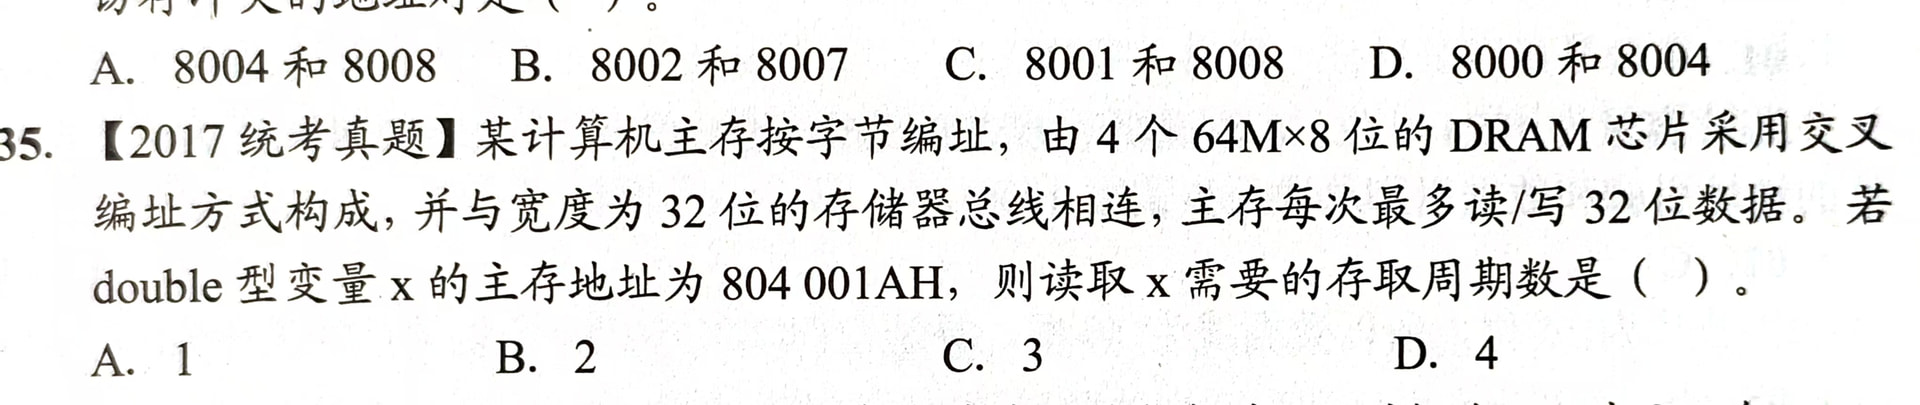 的地址对是（ ）。
A. 8004 和 8008 B. 8002 和 8007 C. 8001 和 8008 D. 8000 和 8004
35. 【2017 统考真题】某计算机主存按字节编址，由 4 个 64M×8 位的 DRAM 芯片采用交叉
编址方式构成，并与宽度为 32 位的存储器总线相连，主存每次最多读/写 32 位数据。若
double 型变量 x 的主存地址为 804 001AH，则读取 x 需要的存取周期数是（ ）。
A. 1 B. 2 C. 3 D. 4